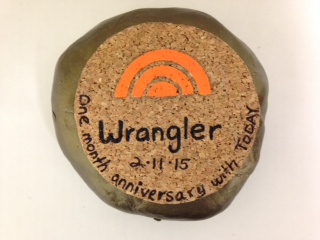 Wrangler
2·11·15
one month anniversary with TODAY